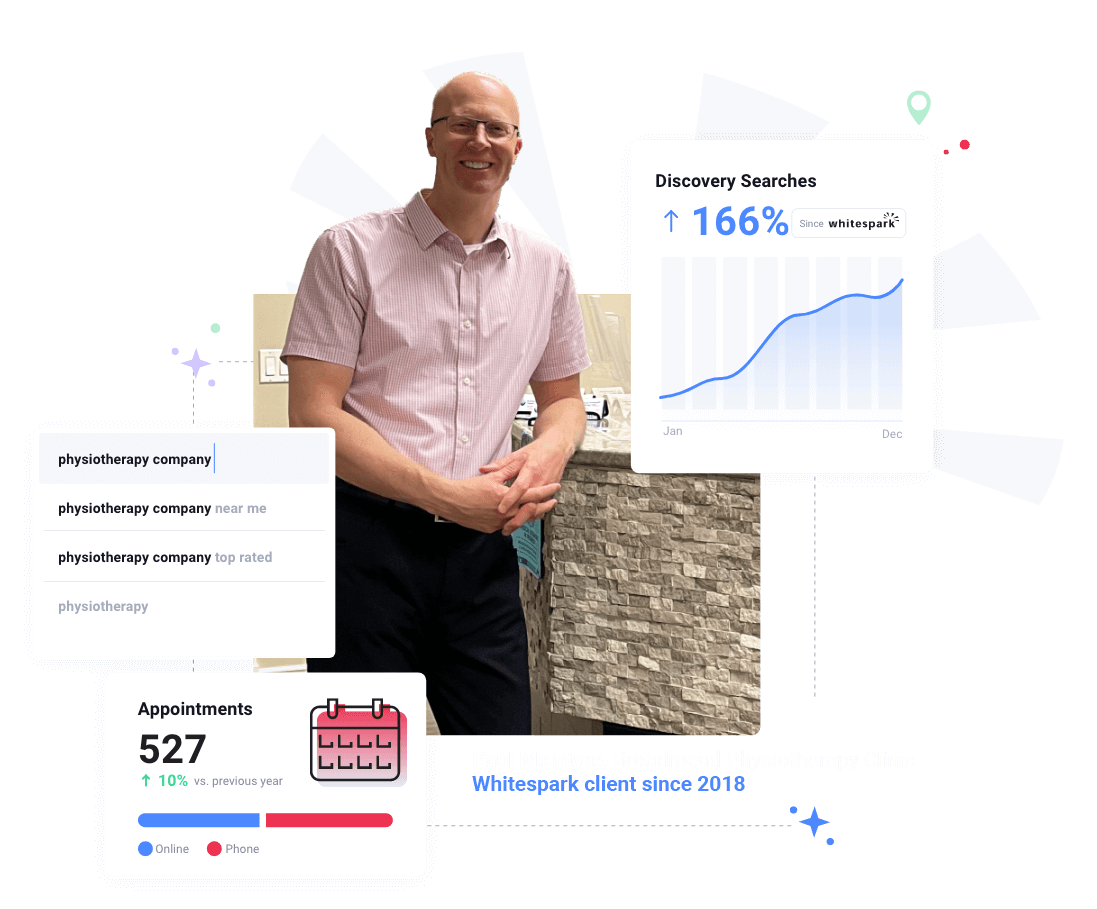 Discovery Searches
166%
Since whitespark
Jan
Dec
physiotherapy company
physiotherapy company near me
physiotherapy company top rated
physiotherapy
Appointments
527
10% vs. previous year
Online
Phone
Whitespark client since 2018